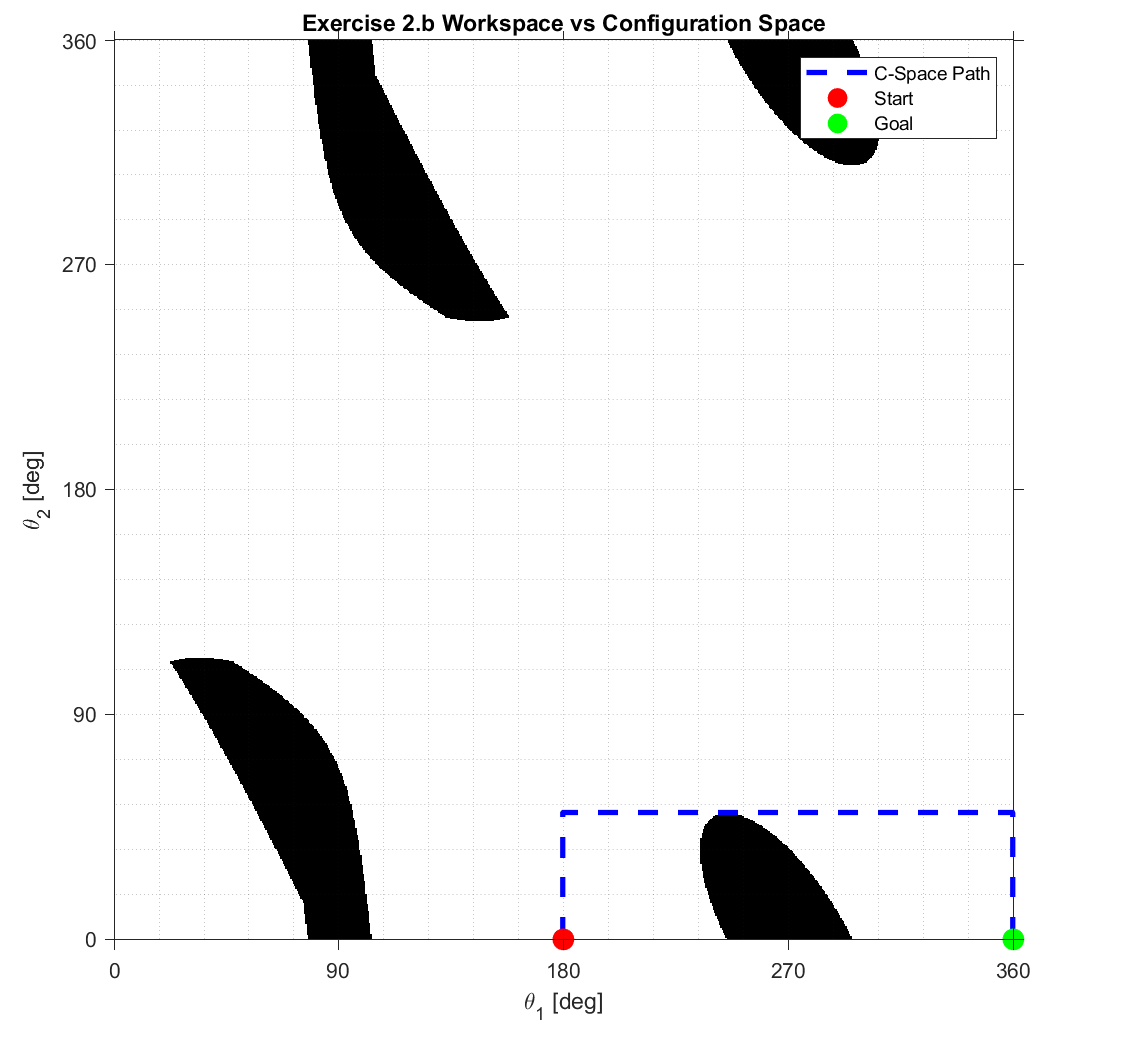 Exercise 2.b Workspace vs Configuration Space
C-Space Path
Start
Goal
360
270
180
90
0
θ2 [deg]
0 90 180 270 360
θ1 [deg]